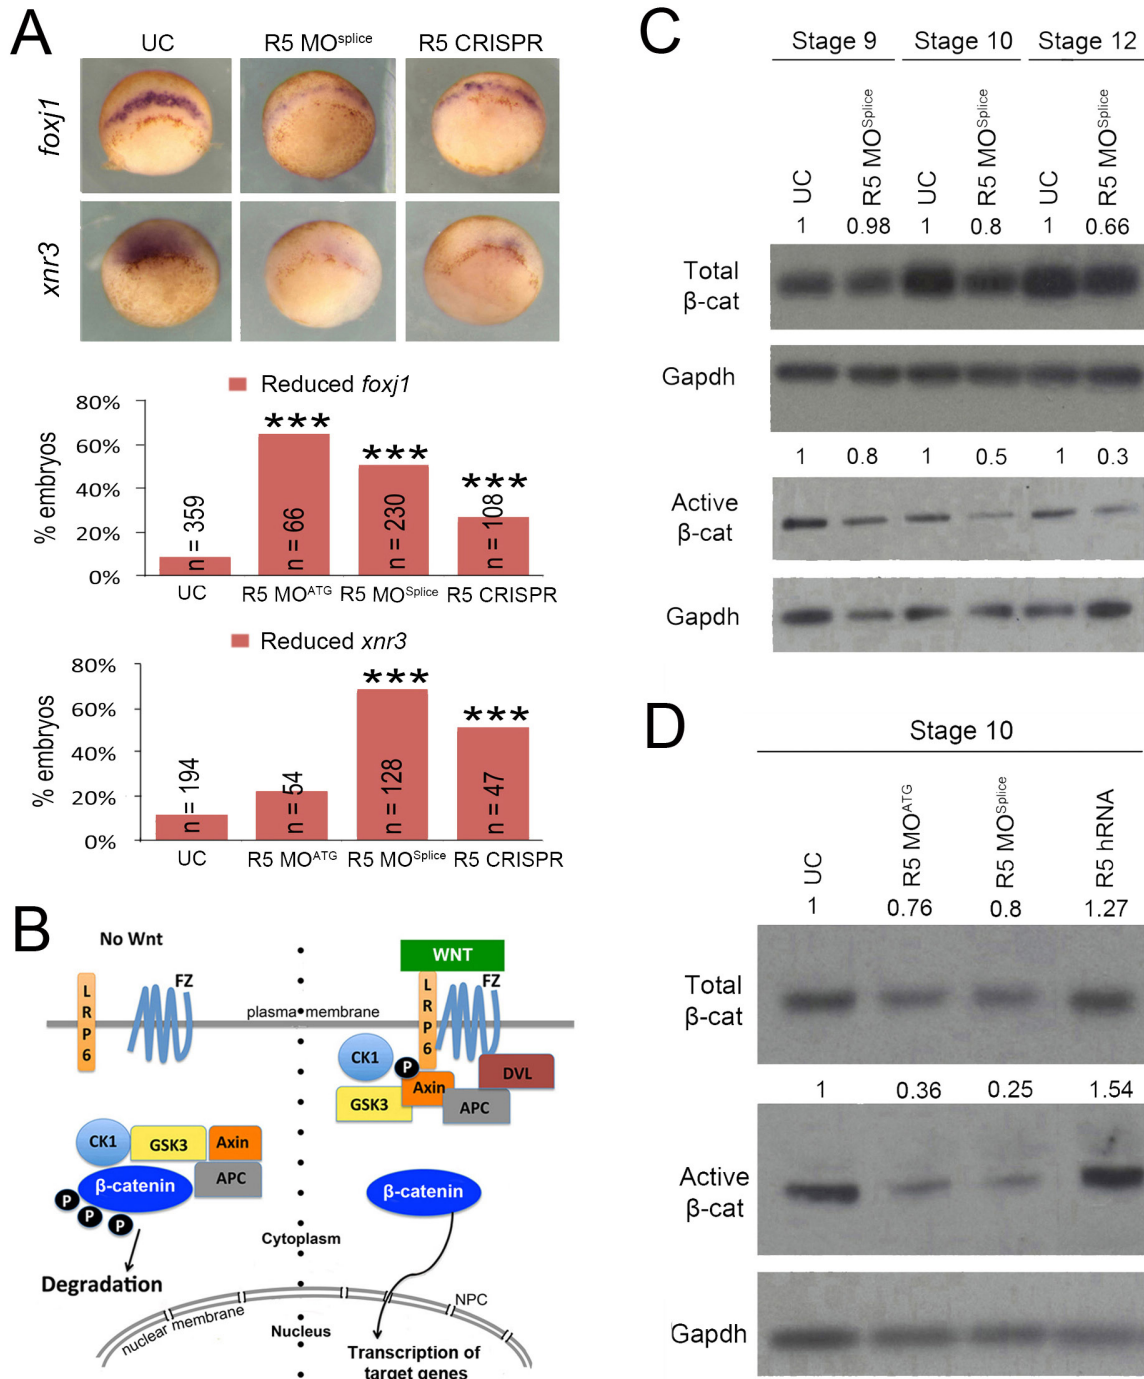 A
UC
R5 MOsplice
R5 CRISPR
foxj1
xnr3
Reduced foxj1
80%
60%
40%
20%
0%
% embryos
***
***
***
n = 359
n = 66
n = 230
n = 108
UC
R5 MOATG
R5 MOSplice
R5 CRISPR
Reduced xnr3
80%
60%
40%
20%
0%
% embryos
***
***
n = 194
n = 54
n = 128
n = 47
UC
R5 MOATG
R5 MOSplice
R5 CRISPR
B
No Wnt
LRP6
FZ
plasma membrane
WNT
LRP6
FZ
CK1
P
Axin
DVL
GSK3
APC
CK1
GSK3
Axin
APC
β-catenin
P
P
P
β-catenin
Degradation
Cytoplasm
nuclear membrane
NPC
Nucleus
Transcription of
target genes
C
Stage 9
Stage 10
Stage 12
UC
R5 MOSplice
UC
R5 MOSplice
UC
R5 MOSplice
1 0.98 1 0.8 1 0.66
Total
β-cat
Gapdh
1 0.8 1 0.5 1 0.3
Active
β-cat
Gapdh
D
Stage 10
UC
R5 MOATG
R5 MOSplice
R5 hRNA
1 0.76 0.8 1.27
Total
β-cat
1 0.36 0.25 1.54
Active
β-cat
Gapdh